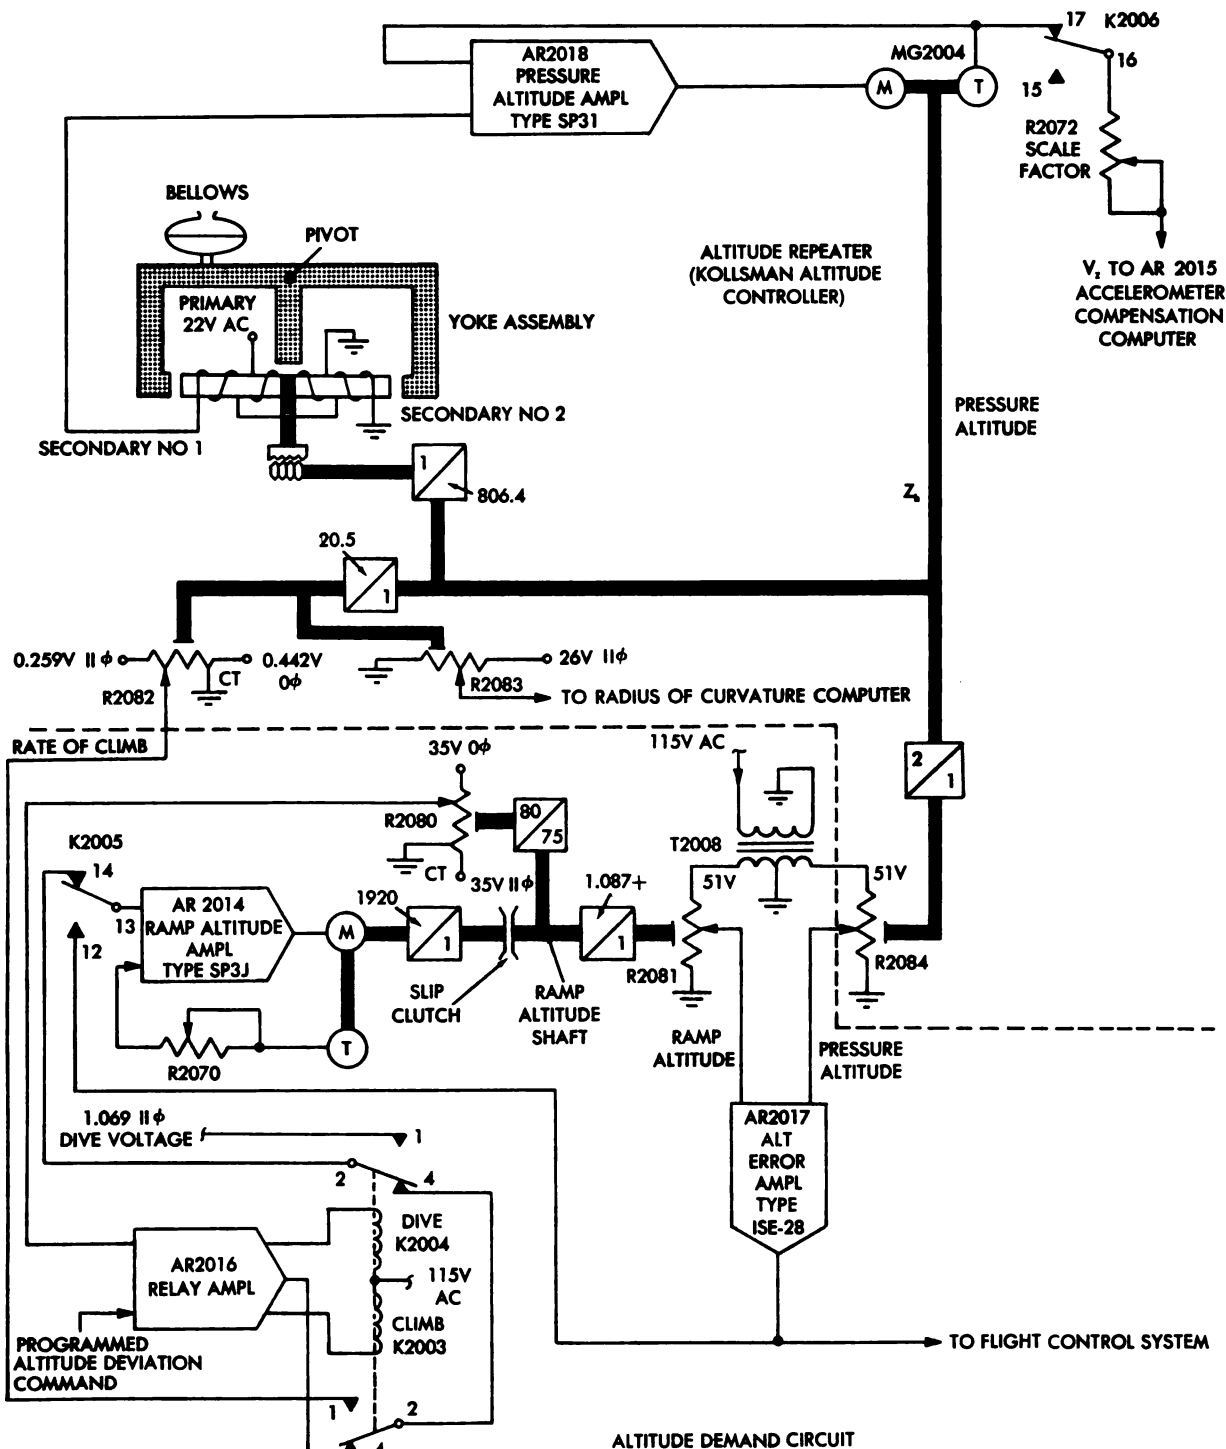 17 K2006
16
15
AR2018
PRESSURE
ALTITUDE AMPL
TYPE SP31
MG2004
M
T
R2072
SCALE
FACTOR
BELLOWS
PIVOT
PRIMARY
22V AC
YOKE ASSEMBLY
ALTITUDE REPEATER
(KOLLSMAN ALTITUDE
CONTROLLER)
Vz TO AR 2015
ACCELEROMETER
COMPENSATION
COMPUTER
SECONDARY NO 2
SECONDARY NO 1
PRESSURE
ALTITUDE
1
806.4
20.5
1
0.259V IIϕ
0.442V
0ϕ
CT
R2082
26V IIϕ
R2083
TO RADIUS OF CURVATURE COMPUTER
RATE OF CLIMB
35V 0ϕ
115V AC
2
1
R2080
80
75
T2008
K2005
14
CT
35V IIϕ
1.087+
51V
51V
1920
13
12
AR 2014
RAMP ALTITUDE
AMPL
TYPE SP3J
M
1
1
R2081
R2084
SLIP
CLUTCH
RAMP
ALTITUDE
SHAFT
T
R2070
RAMP
ALTITUDE
PRESSURE
ALTITUDE
1.069 IIϕ
DIVE VOLTAGE
1
2
4
AR2017
ALT
ERROR
AMPL
TYPE
ISE-28
DIVE
K2004
AR2016
RELAY AMPL
115V
AC
CLIMB
K2003
PROGRAMMED
ALTITUDE DEVIATION
COMMAND
TO FLIGHT CONTROL SYSTEM
1
2
ALTITUDE DEMAND CIRCUIT